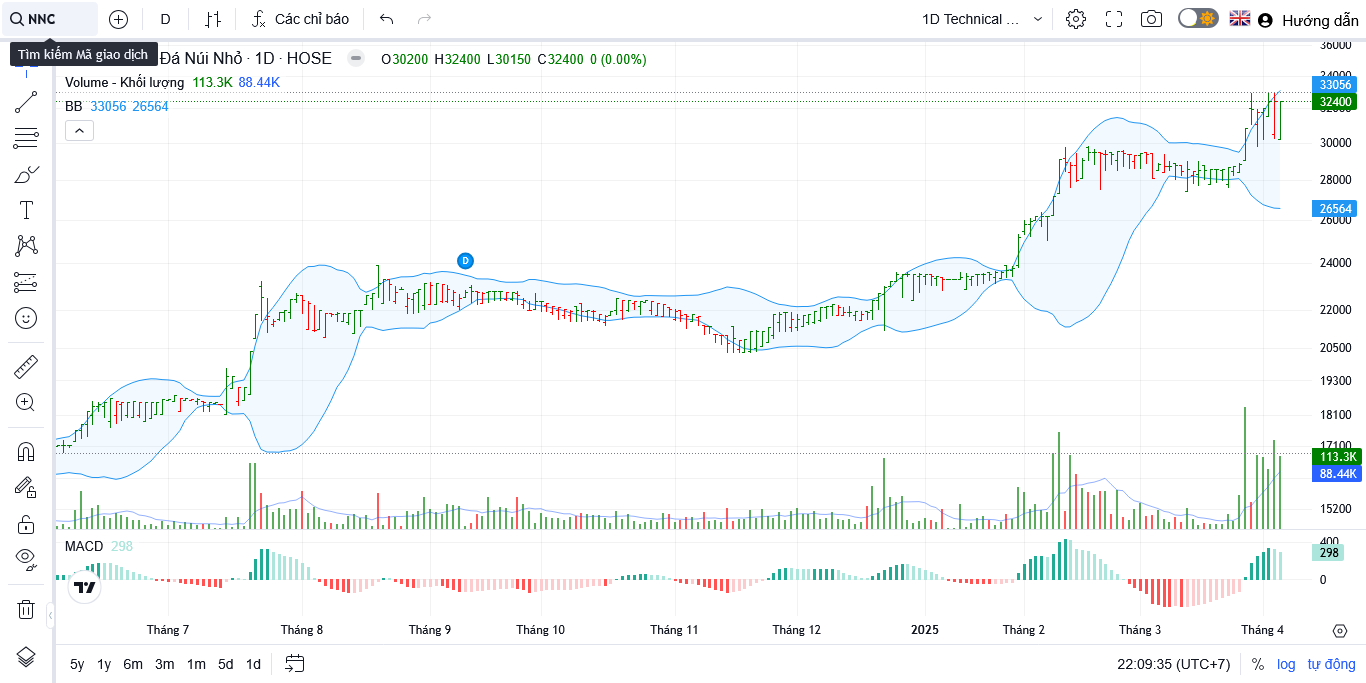 NNC
D
Các chỉ báo
1D Technical ...
Hướng dẫn
Tìm kiếm Mã giao dịch
Đá Núi Nhỏ · 1D · HOSE
O30200 H32400 L30150 C32400 0 (0.00%)
Volume - Khối lượng 113.3K 88.44K
BB 33056 26564
D
36000
34000
33056
32400
32000
30000
28000
26564
26000
24000
22000
20500
19300
18100
17100
113.3K
88.44K
15200
MACD 298
400
298
0
Tháng 7 Tháng 8 Tháng 9 Tháng 10 Tháng 11 Tháng 12 2025 Tháng 2 Tháng 3 Tháng 4
5y 1y 6m 3m 1m 5d 1d
22:09:35 (UTC+7) % log tự động